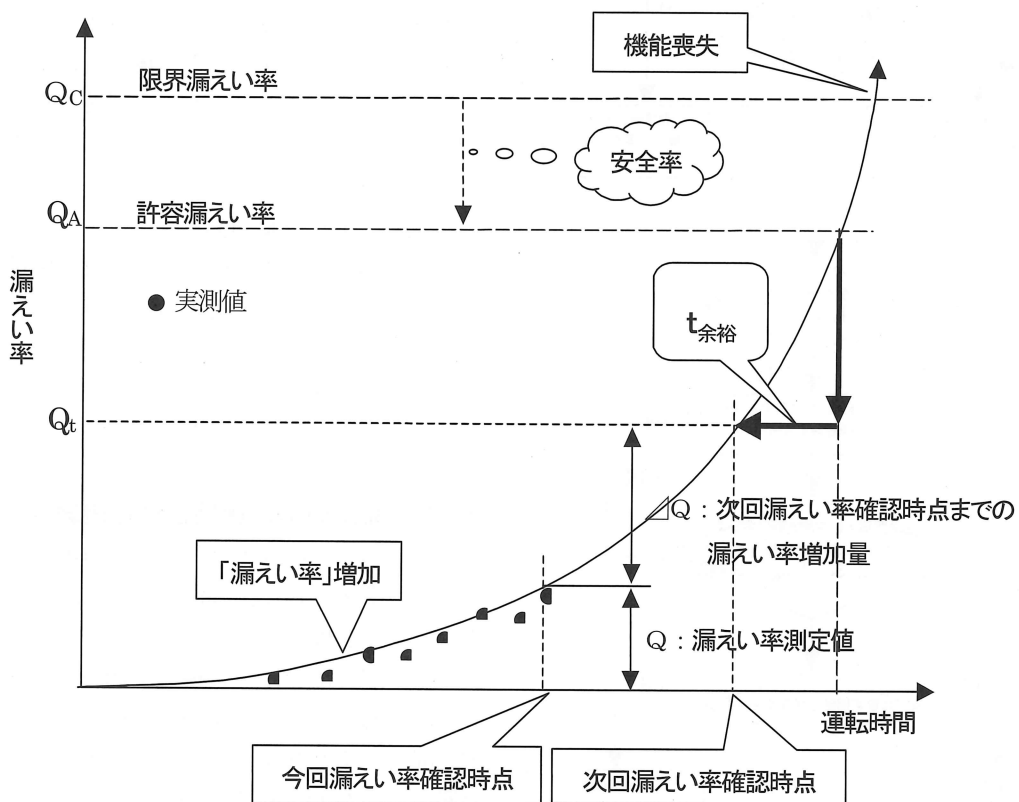 機能喪失
QC
限界漏えい率
安全率
QA
許容漏えい率
漏えい率
● 実測値
t余裕
Qt
⊿Q：次回漏えい率確認時点までの
漏えい率増加量
「漏えい率」増加
Q：漏えい率測定値
運転時間
今回漏えい率確認時点
次回漏えい率確認時点